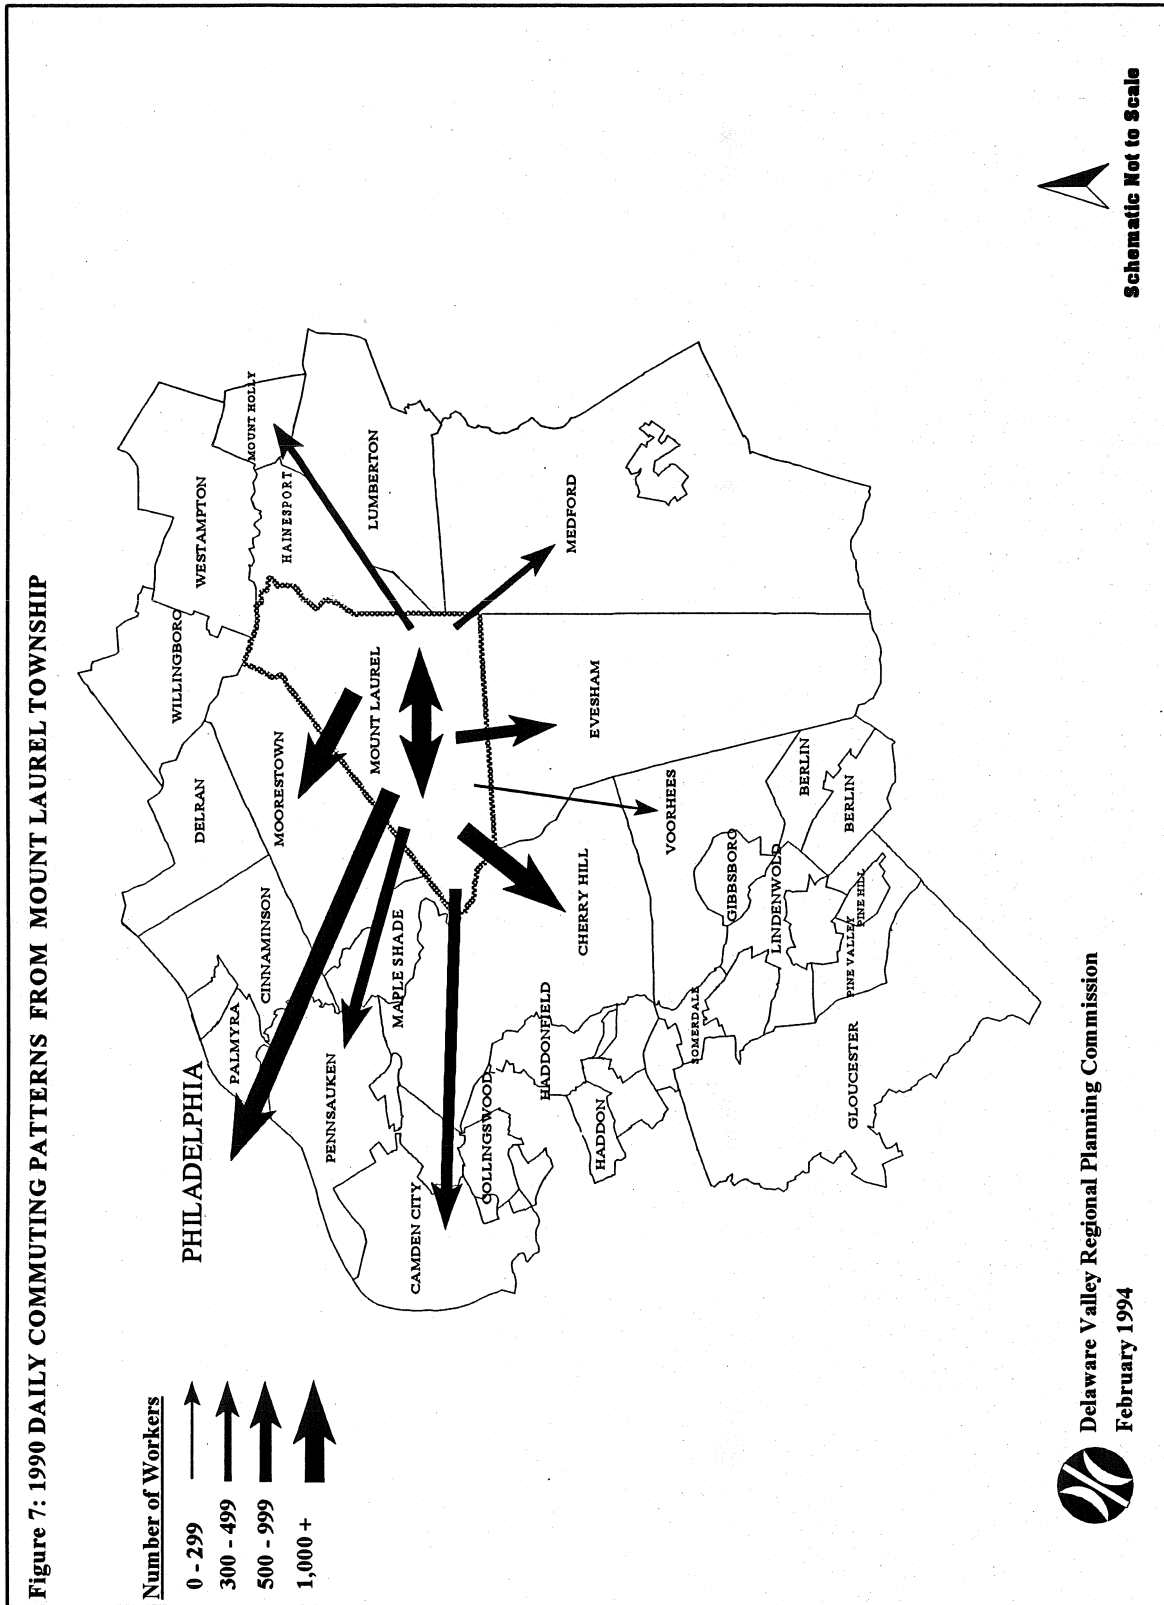 Figure 7: 1990 DAILY COMMUTING PATTERNS FROM MOUNT LAUREL TOWNSHIP
Number of Workers
0 - 299
300 - 499
500 - 999
1,000 +
PHILADELPHIA
WILLINGBORO
WESTAMPTON
MOUNT HOLLY
HAINESPORT
LUMBERTON
DELRAN
MOORESTOWN
MOUNT LAUREL
CINNAMINSON
PALMYRA
PENNSAUKEN
MAPLE SHADE
CAMDEN CITY
COLLINGSWOOD
HADDONFIELD
HADDON
CHERRY HILL
EVESHAM
MEDFORD
VOORHEES
GIBBSBORO
LINDENWOLD
BERLIN
BERLIN
PINE HILL
PINE VALLEY
SOMERDALE
GLOUCESTER
Delaware Valley Regional Planning Commission
February 1994
Schematic Not to Scale